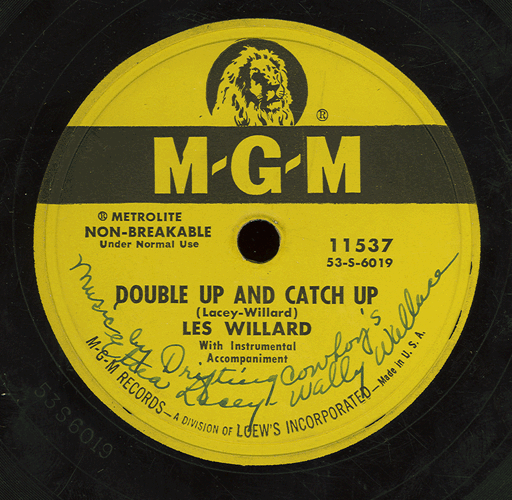 ®
M-G-M
® METROLITE
NON-BREAKABLE
Under Normal Use
11537
53-S-6019
DOUBLE UP AND CATCH UP
(Lacey-Willard)
LES WILLARD
With Instrumental
Accompaniment
Music by Drifting Cowboy's
Lacey - Wally Wallace
M-G-M RECORDS—A DIVISION OF LOEW'S INCORPORATED—Made in U. S. A.
53S6019